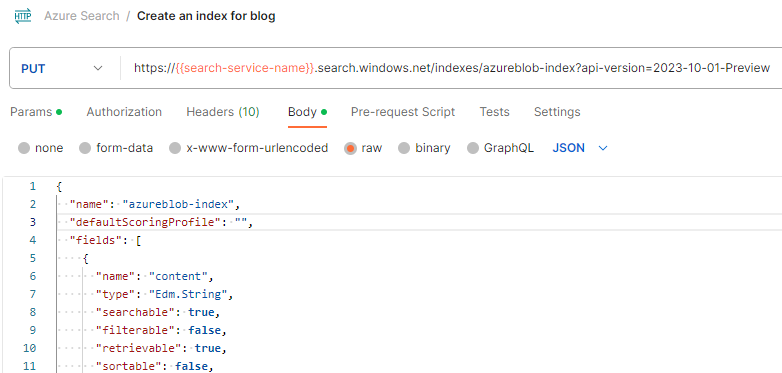 HTTP Azure Search / Create an index for blog
PUT https://{{search-service-name}}.search.windows.net/indexes/azureblob-index?api-version=2023-10-01-Preview
Params Authorization Headers (10) Body Pre-request Script Tests Settings
none form-data x-www-form-urlencoded raw binary GraphQL JSON
1 {
2 "name": "azureblob-index",
3 "defaultScoringProfile": "",
4 "fields": [
5 {
6 "name": "content",
7 "type": "Edm.String",
8 "searchable": true,
9 "filterable": false,
10 "retrievable": true,
11 "sortable": false,